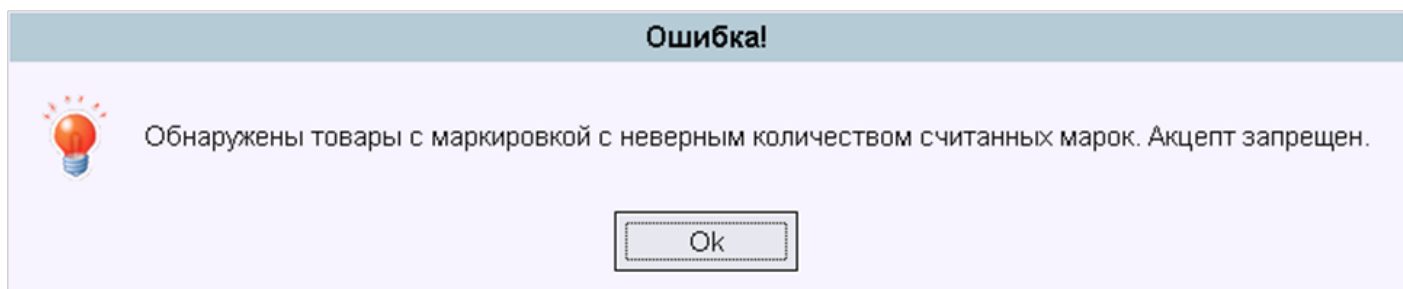 Ошибка!
Обнаружены товары с маркировкой с неверным количеством считанных марок. Акцепт запрещен.
Ok